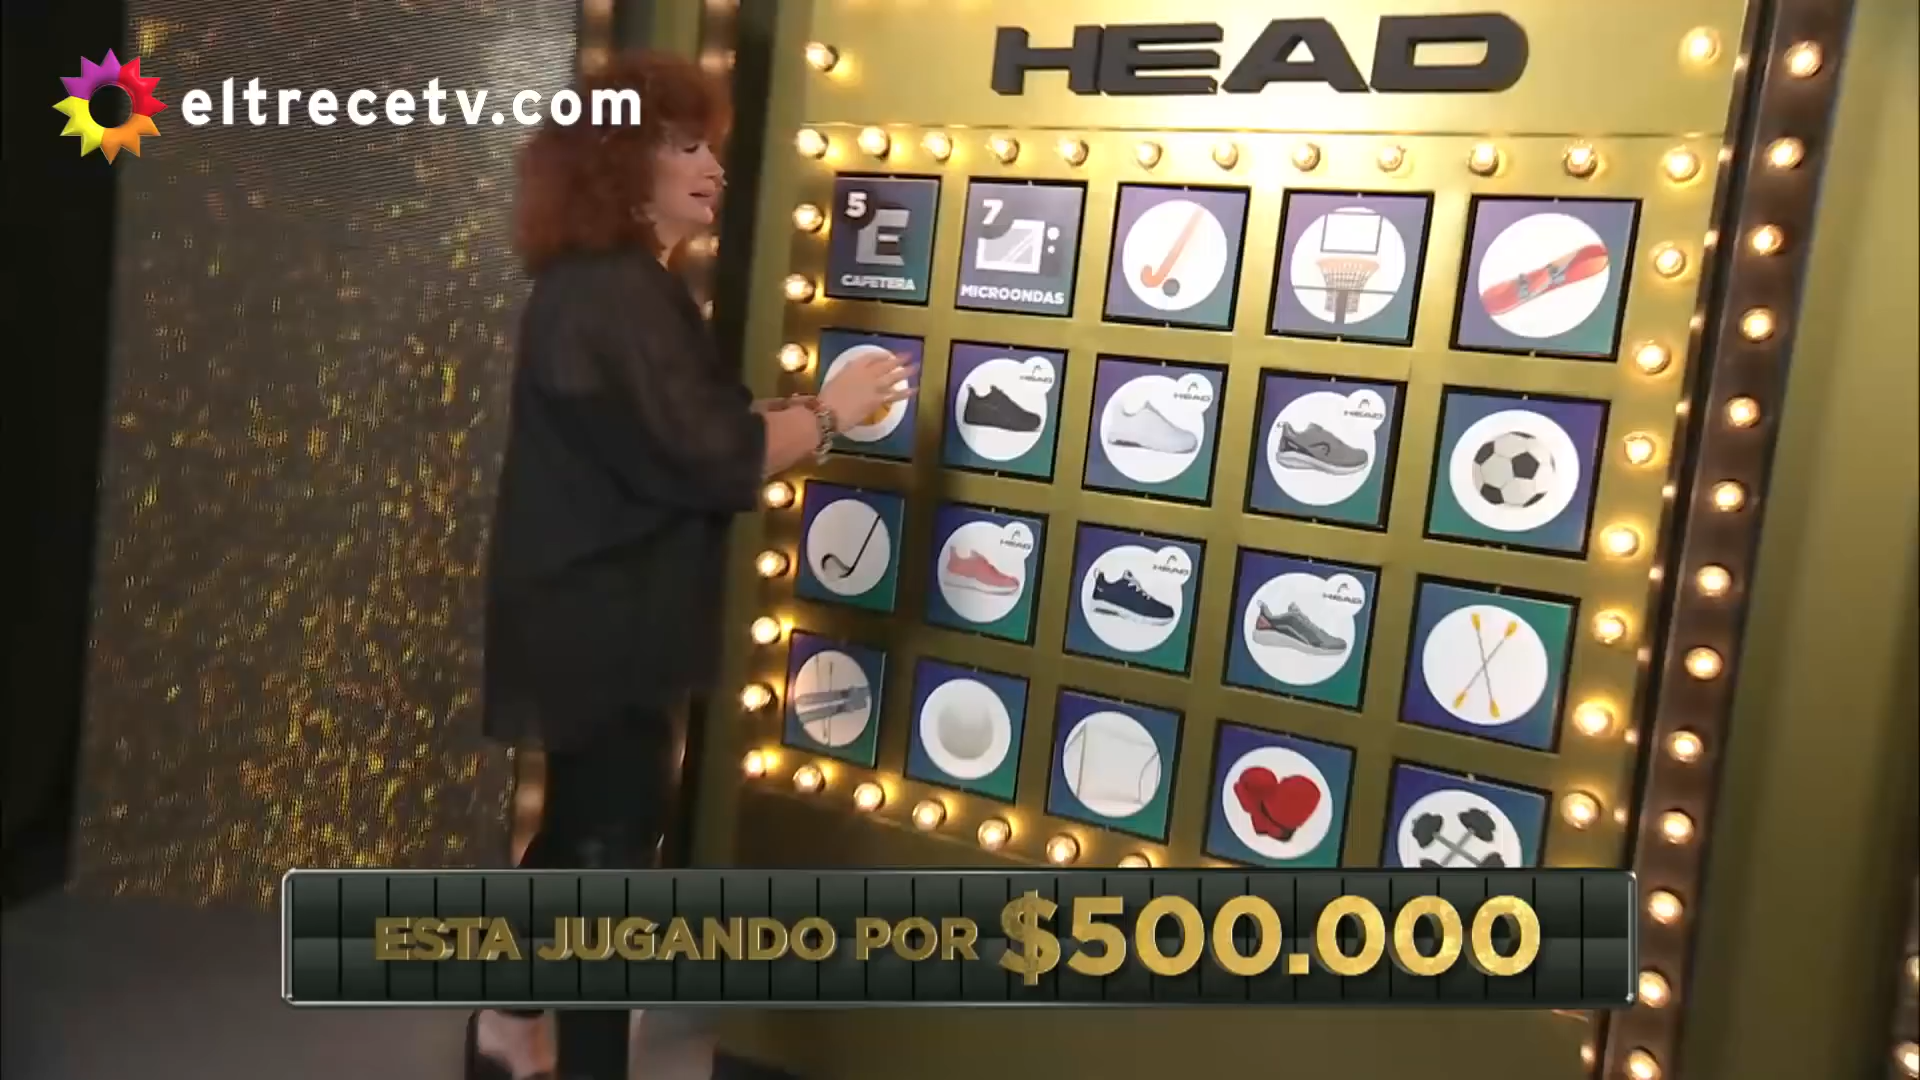 eltrecetv.com
HEAD
5
CAFETERA
7
MICROONDAS
HEAD
HEAD
HEAD
HEAD
HEAD
HEAD
ESTA JUGANDO POR $500.000